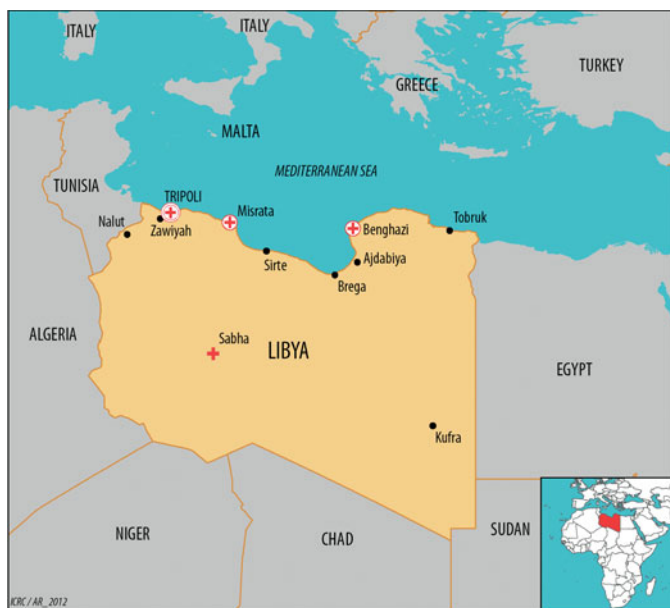 ITALY
ITALY
GREECE
TURKEY
MALTA
MEDITERRANEAN SEA
TUNISIA
TRIPOLI
Misrata
Tobruk
Nalut
Zawiyah
Benghazi
Sirte
Ajdabiya
Brega
ALGERIA
Sabha
LIBYA
EGYPT
Kufra
NIGER
CHAD
SUDAN
ICRC / AR_2012